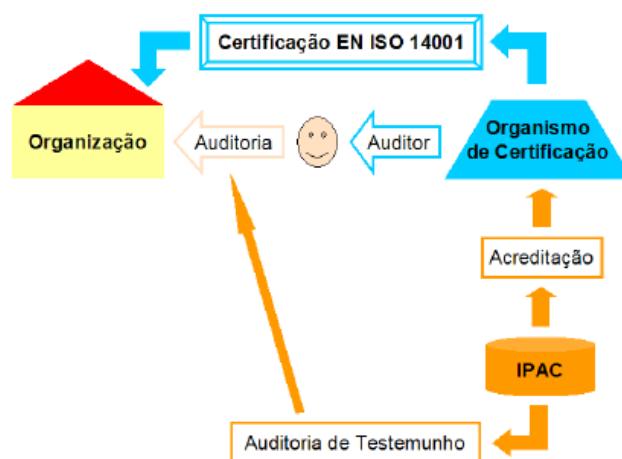 Certificação EN ISO 14001
Organização
Auditoria
Auditor
Organismo
de Certificação
Acreditação
IPAC
Auditoria de Testemunho